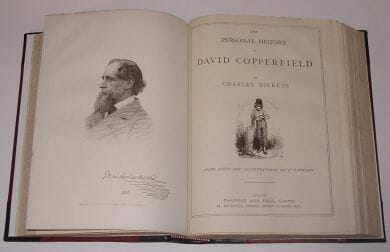 THE
PERSONAL HISTORY
OF
DAVID COPPERFIELD
BY
CHARLES DICKENS
WITH SIXTY-ONE ILLUSTRATIONS BY F. BARNARD
LONDON
CHAPMAN AND HALL, LIMITED